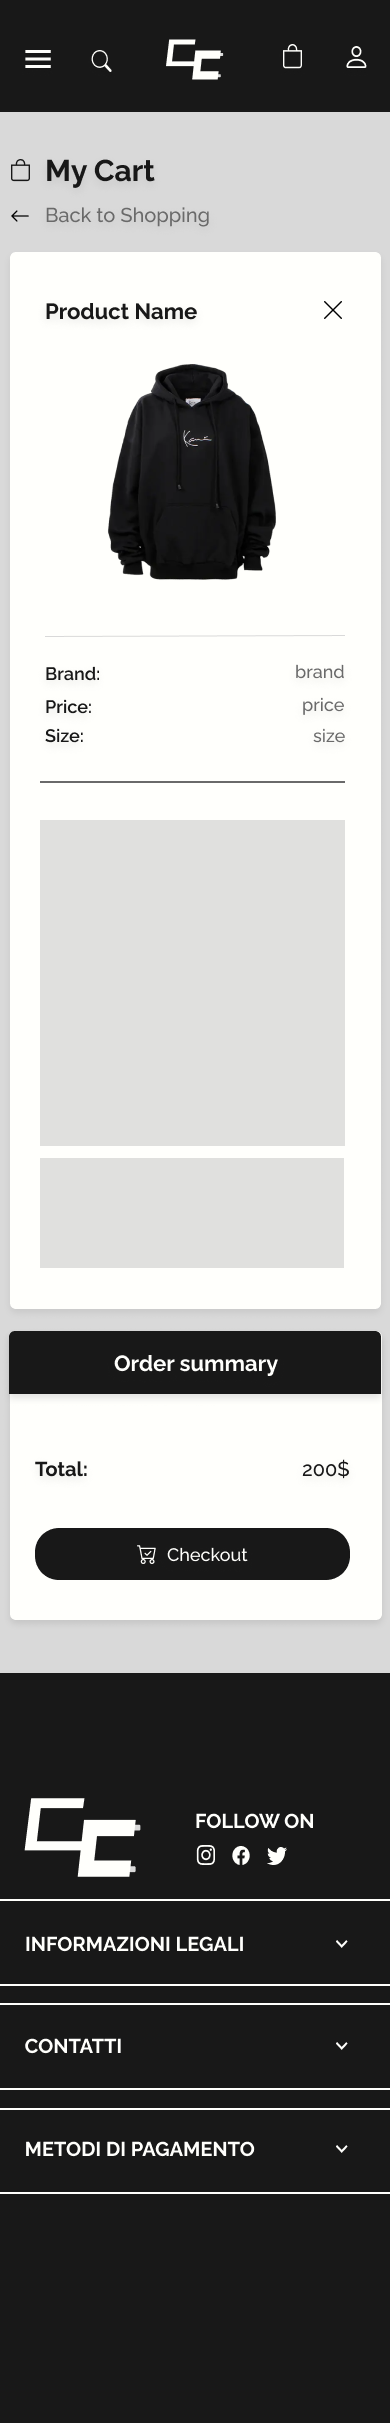 My Cart
Back to Shopping
Product Name
Brand: brand
Price: price
Size: size
Order summary
Total: 200$
Checkout
FOLLOW ON
INFORMAZIONI LEGALI
CONTATTI
METODI DI PAGAMENTO